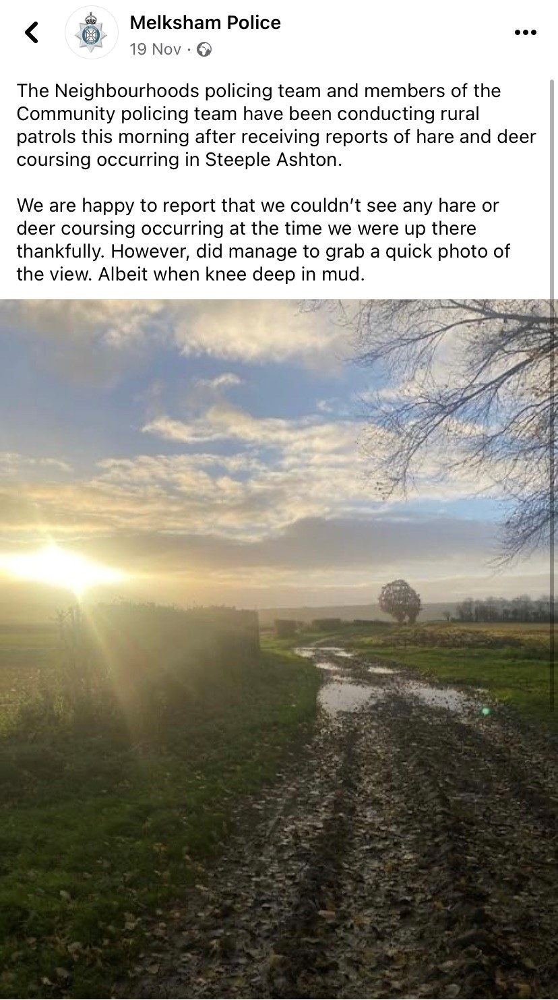 Melksham Police
19 Nov ·
The Neighbourhoods policing team and members of the
Community policing team have been conducting rural
patrols this morning after receiving reports of hare and deer
coursing occurring in Steeple Ashton.
We are happy to report that we couldn't see any hare or
deer coursing occurring at the time we were up there
thankfully. However, did manage to grab a quick photo of
the view. Albeit when knee deep in mud.